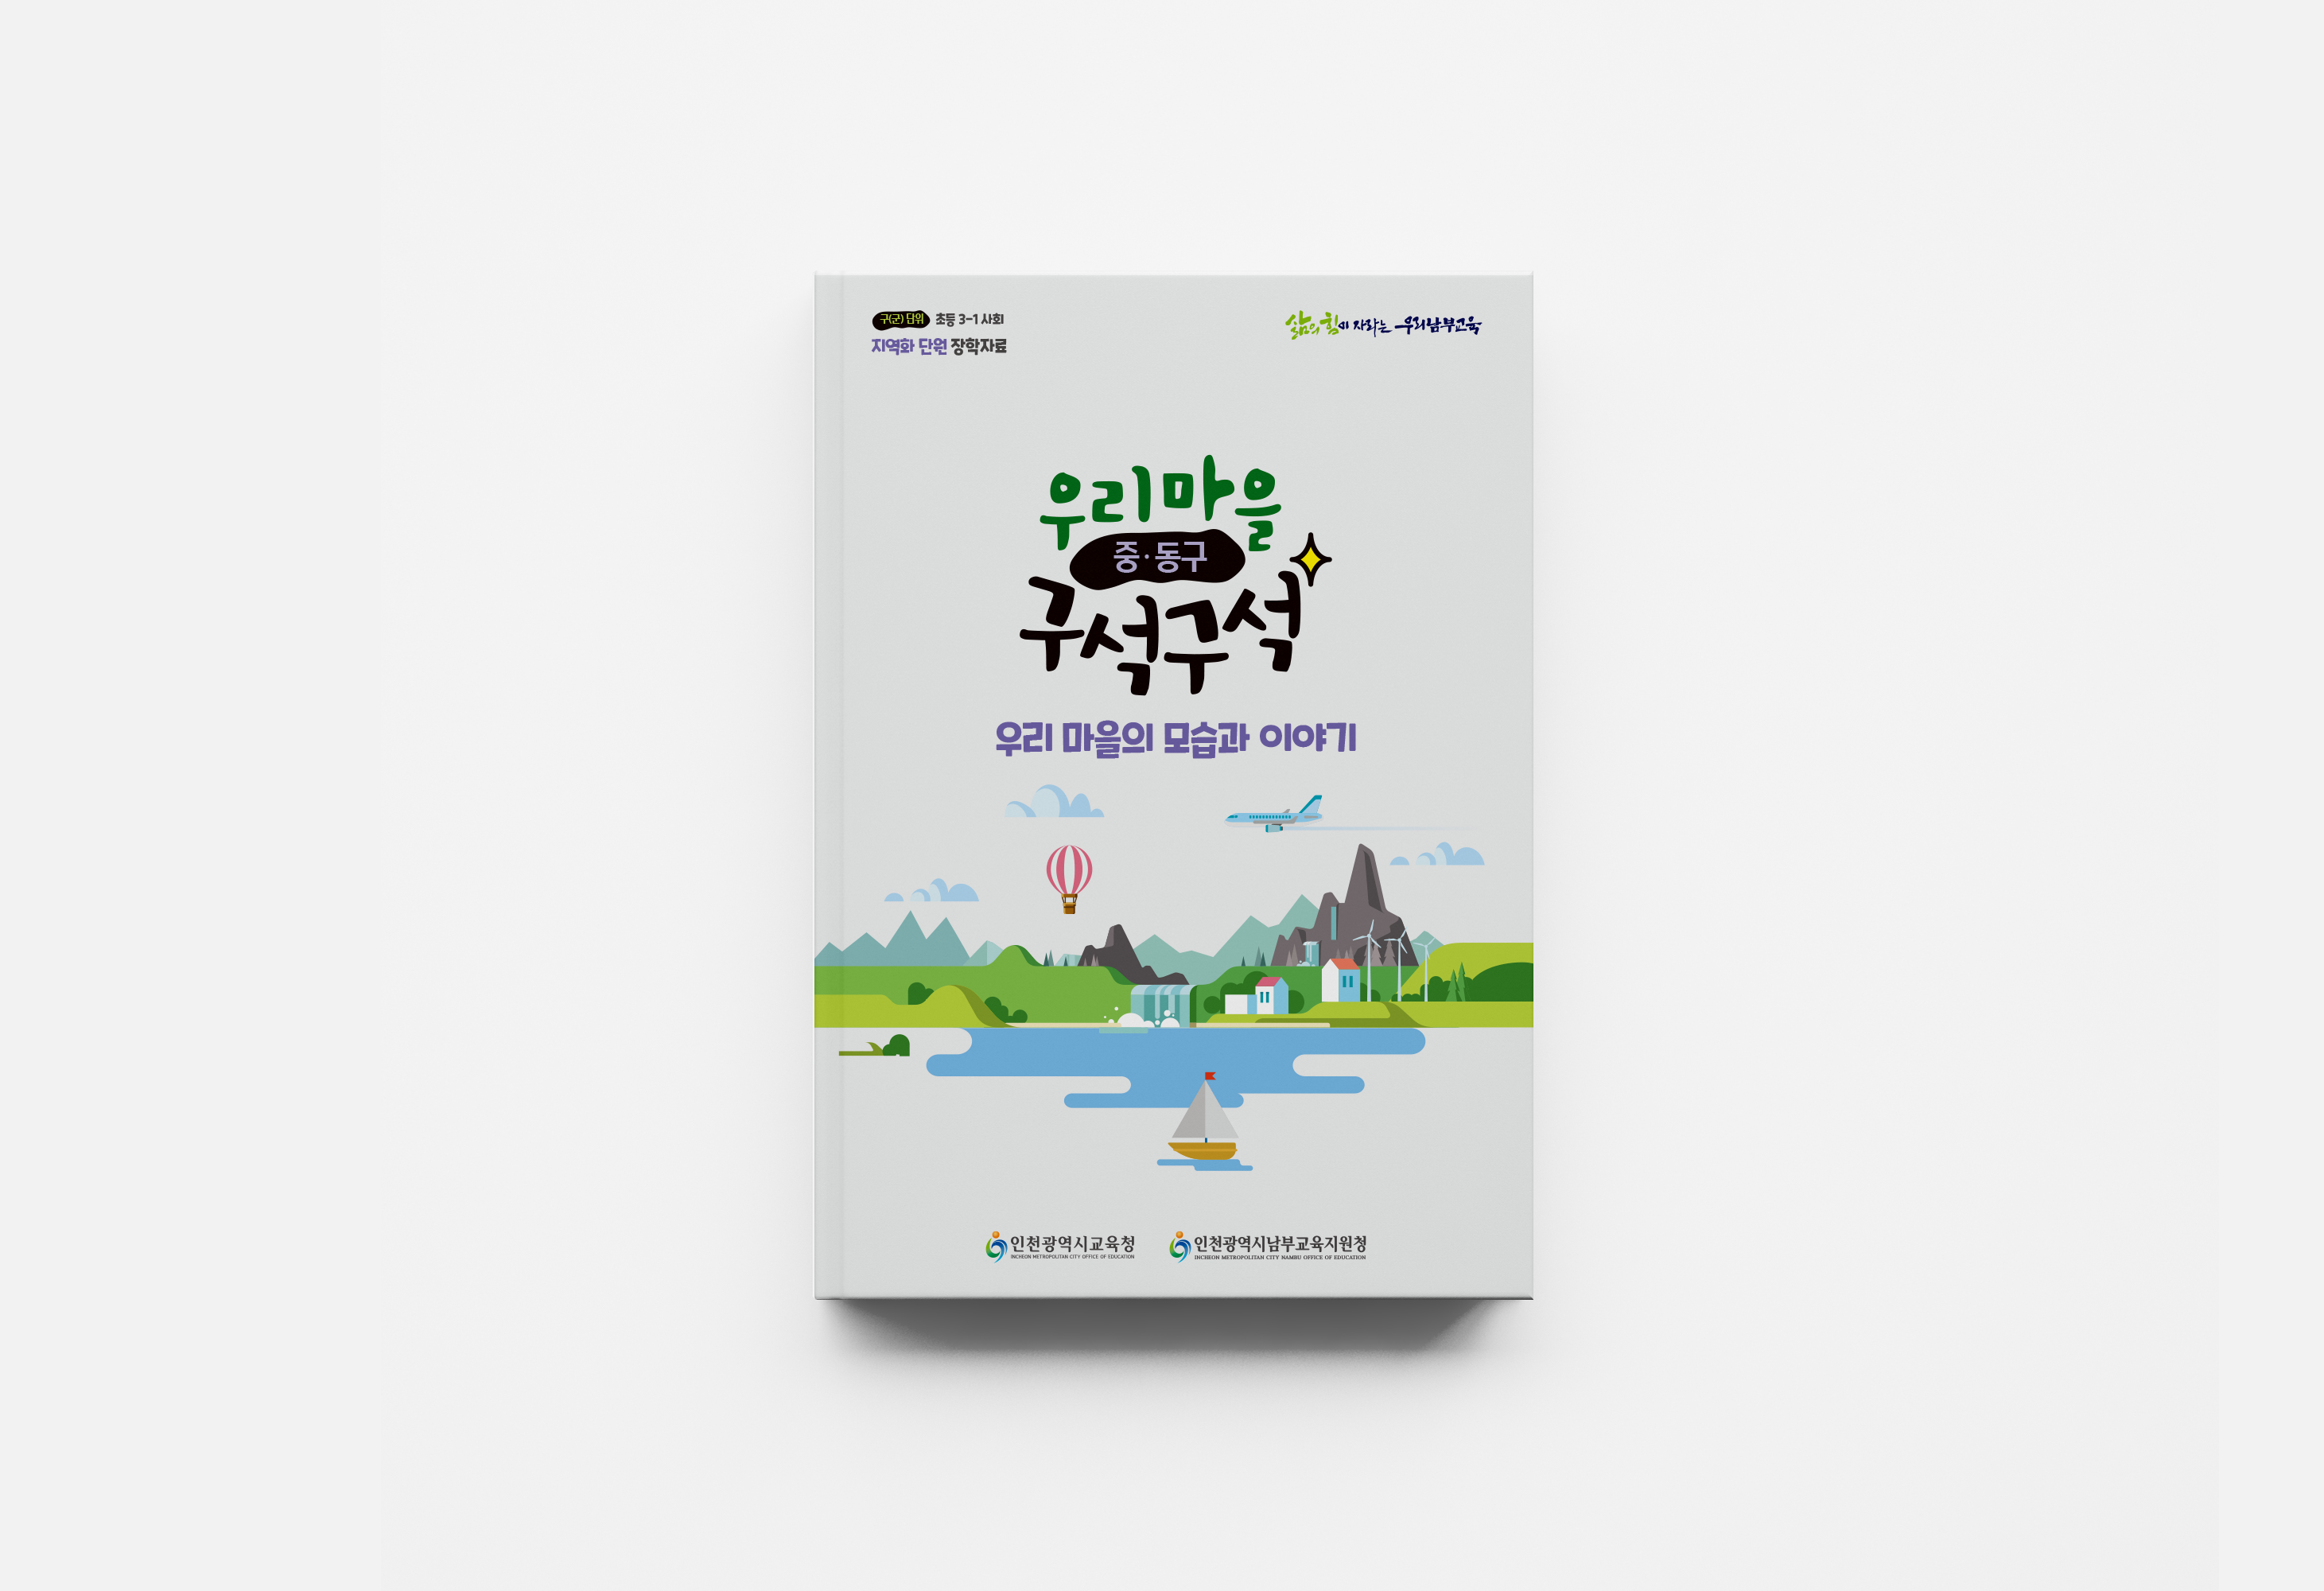 구(군) 단위 초등 3-1 사회
지역화 단원 장학자료
삶의 힘이 자라는 우리남부교육
우리마을
중·동구
구석구석
우리 마을의 모습과 이야기
인천광역시교육청
INCHEON METROPOLITAN CITY OFFICE OF EDUCATION
인천광역시남부교육지원청
INCHEON METROPOLITAN CITY NAMBU OFFICE OF EDUCATION